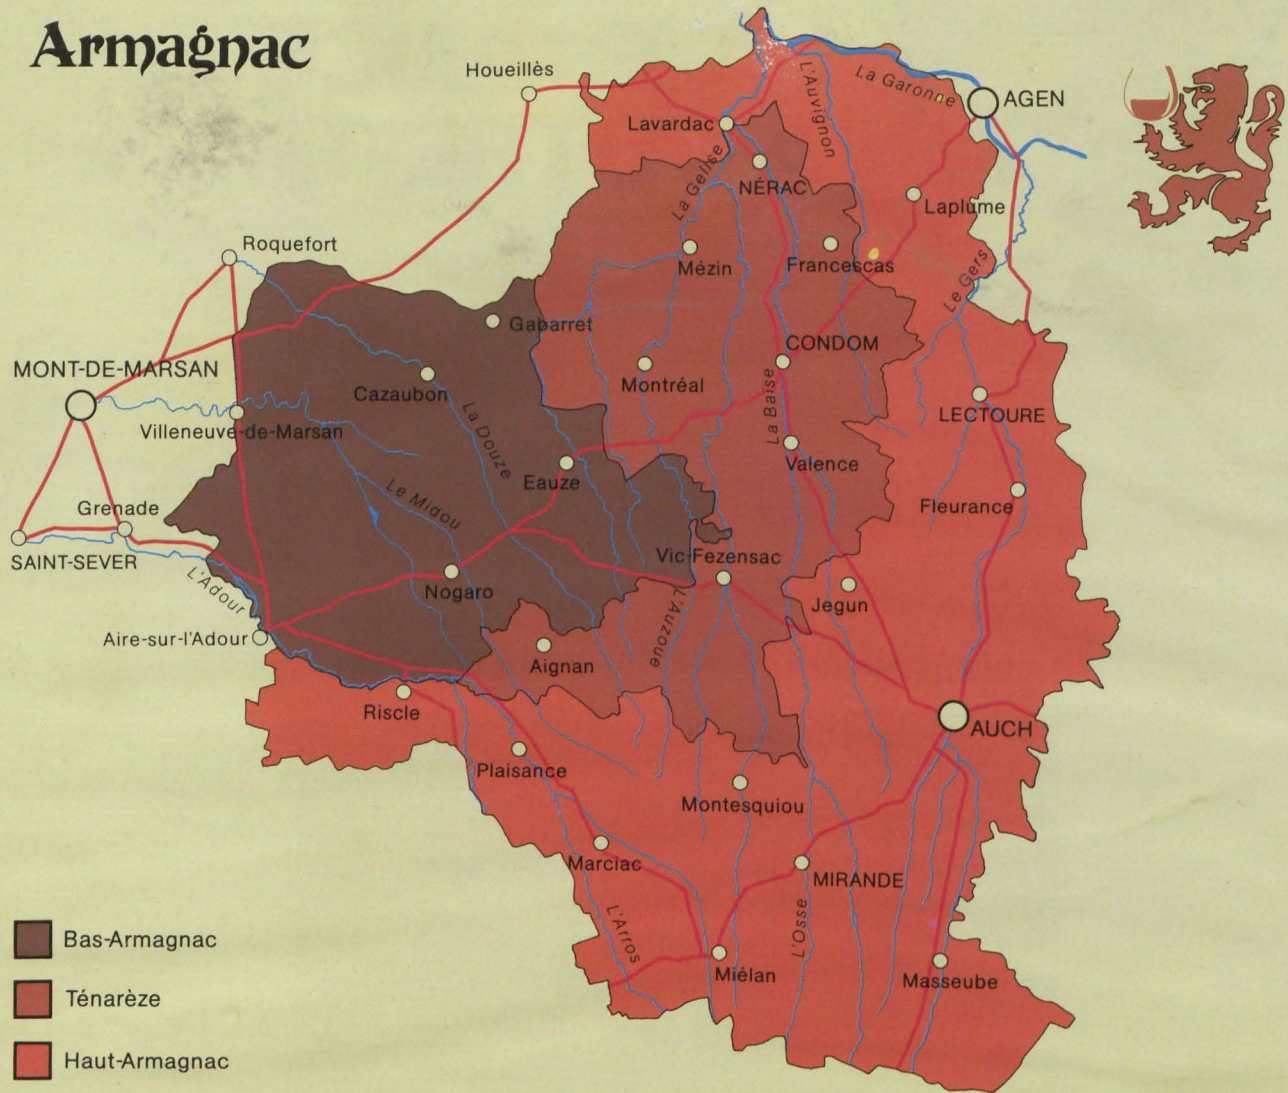 Armagnac
Houeillès
La Garonne
AGEN
L'Auvignon
Lavardac
La Gelise
NÉRAC
Laplume
Roquefort
Mézin
Francescas
Le Gers
Gabarret
MONT-DE-MARSAN
CONDOM
Cazaubon
Montréal
La Baïse
LECTOURE
Villeneuve-de-Marsan
La Douze
Valence
Eauze
Fleurance
Grenade
Le Midou
SAINT-SEVER
Vic-Fezensac
L'Adour
Nogaro
Jegun
L'Auzoue
Aire-sur-l'Adour
Aignan
Riscle
AUCH
Plaisance
Montesquiou
Marciac
MIRANDE
L'Arros
L'Osse
Miélan
Masseube
Bas-Armagnac
Ténarèze
Haut-Armagnac